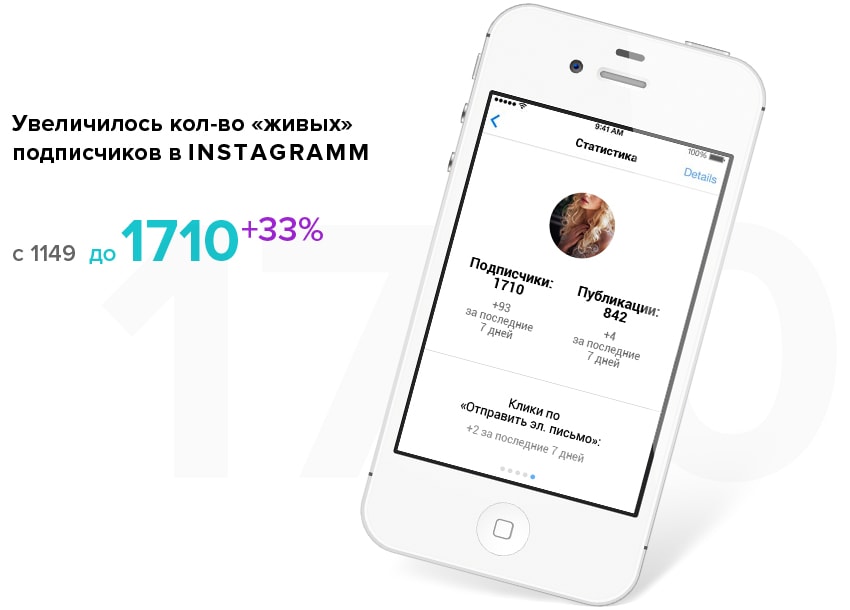 Увеличилось кол-во «живых»
подписчиков в INSTAGRAMM
с 1149 до 1710 +33%
1710
9:41 AM
100%
Статистика
Details
Подписчики:
1710
+93
за последние
7 дней
Публикации:
842
+4
за последние
7 дней
Клики по
«Отправить эл. письмо»:
+2 за последние 7 дней